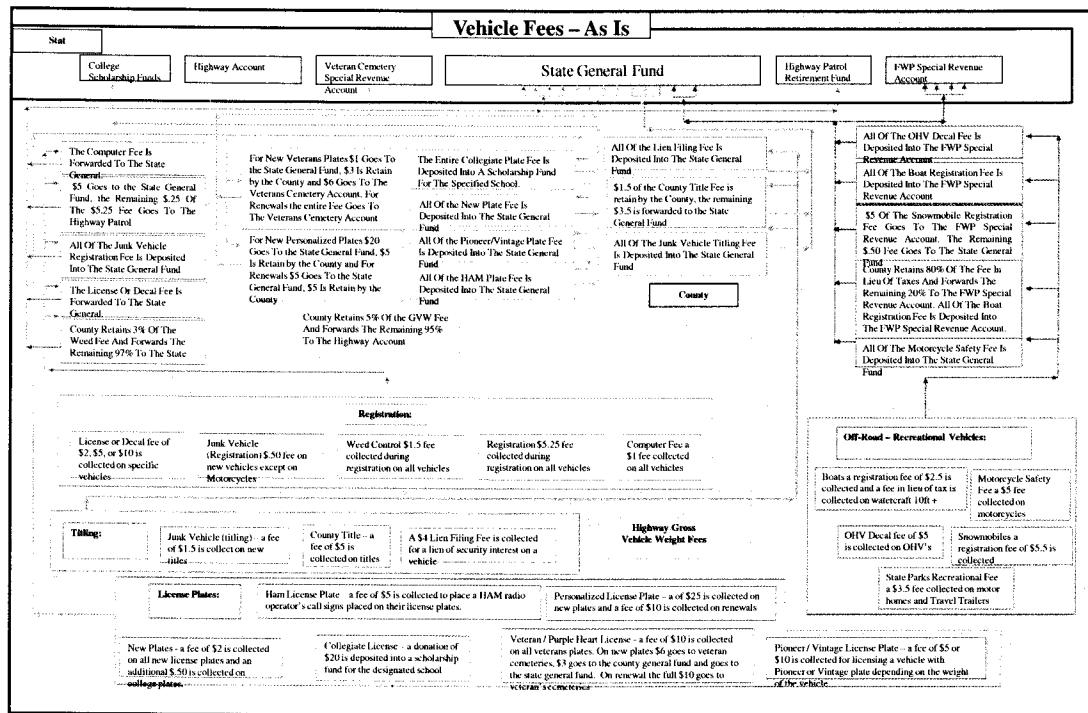 Vehicle Fees – As Is
Stat
College
Scholarship Funds
Highway Account
Veteran Cemetery
Special Revenue
Account
State General Fund
Highway Patrol
Retirement Fund
FWP Special Revenue
Account
The Computer Fee Is
Forwarded To The State
General.
$5 Goes to the State General
Fund, the Remaining $.25 Of
The $5.25 Fee Goes To The
Highway Patrol
All Of The Junk Vehicle
Registration Fee Is Deposited
Into The State General Fund
The License Or Decal Fee Is
Forwarded To The State
General.
County Retains 3% Of The
Weed Fee And Forwards The
Remaining 97% To The State
For New Veterans Plates $1 Goes To
the State General Fund, $3 Is Retain
by the County and $6 Goes To The
Veterans Cemetery Account. For
Renewals the entire Fee Goes To
The Veterans Cemetery Account
For New Personalized Plates $20
Goes To the State General Fund, $5
Is Retain by the County and For
Renewals $5 Goes To the State
General Fund, $5 Is Retain by the
County
The Entire Collegiate Plate Fee Is
Deposited Into A Scholarship Fund
For The Specified School.
All Of the New Plate Fee Is
Deposited Into The State General
Fund
All Of the Pioneer/Vintage Plate Fee
Is Deposited Into The State General
Fund
All Of the HAM Plate Fee Is
Deposited Into The State General
Fund
County Retains 5% Of the GVW Fee
And Forwards The Remaining 95%
To The Highway Account
All Of the Lien Filing Fee Is
Deposited Into The State General
Fund
$1.5 of the County Title Fee is
retain by the County, the remaining
$3.5 is forwarded to the State
General Fund
All Of The Junk Vehicle Titling Fee
Is Deposited Into The State General
Fund
County
All Of The OHV Decal Fee Is
Deposited Into The FWP Special
Revenue Account
All Of The Boat Registration Fee Is
Deposited Into The FWP Special
Revenue Account
$5 Of The Snowmobile Registration
Fee Goes To The FWP Special
Revenue Account. The Remaining
$.50 Fee Goes To The State General
Fund
County Retains 80% Of The Fee In
Lieu Of Taxes And Forwards The
Remaining 20% To The FWP Special
Revenue Account. All Of The Boat
Registration Fee Is Deposited Into
The FWP Special Revenue Account.
All Of The Motorcycle Safety Fee Is
Deposited Into The State General
Fund
Registration:
License or Decal fee of
$2, $5, or $10 is
collected on specific
vehicles
Junk Vehicle
(Registration) $.50 fee on
new vehicles except on
Motorcycles
Weed Control $1.5 fee
collected during
registration on all vehicles
Registration $5.25 fee
collected during
registration on all vehicles
Computer Fee a
$1 fee collected
on all vehicles
Off-Road – Recreational Vehicles:
Boats a registration fee of $2.5 is
collected and a fee in lieu of tax is
collected on watercraft 10ft +
Motorcycle Safety
Fee a $5 fee
collected on
motorcycles
OHV Decal fee of $5
is collected on OHV's
Snowmobiles a
registration fee of $5.5 is
collected
State Parks Recreational Fee
a $3.5 fee collected on motor
homes and Travel Trailers
Titling:
Junk Vehicle (titling) – a fee
of $1.5 is collect on new
titles
County Title – a
fee of $5 is
collected on titles
A $4 Lien Filing Fee is collected
for a lien of security interest on a
vehicle
Highway Gross
Vehicle Weight Fees
License Plates:
Ham License Plate – a fee of $5 is collected to place a HAM radio
operator's call signs placed on their license plates.
Personalized License Plate – a of $25 is collected on
new plates and a fee of $10 is collected on renewals
New Plates - a fee of $2 is collected
on all new license plates and an
additional $.50 is collected on
college plates.
Collegiate License – a donation of
$20 is deposited into a scholarship
fund for the designated school
Veteran / Purple Heart License - a fee of $10 is collected
on all veterans plates. On new plates $6 goes to veteran
cemeteries, $3 goes to the county general fund and goes to
the state general fund. On renewal the full $10 goes to
veteran's cemeteries
Pioneer / Vintage License Plate – a fee of $5 or
$10 is collected for licensing a vehicle with
Pioneer or Vintage plate depending on the weight
of the vehicle